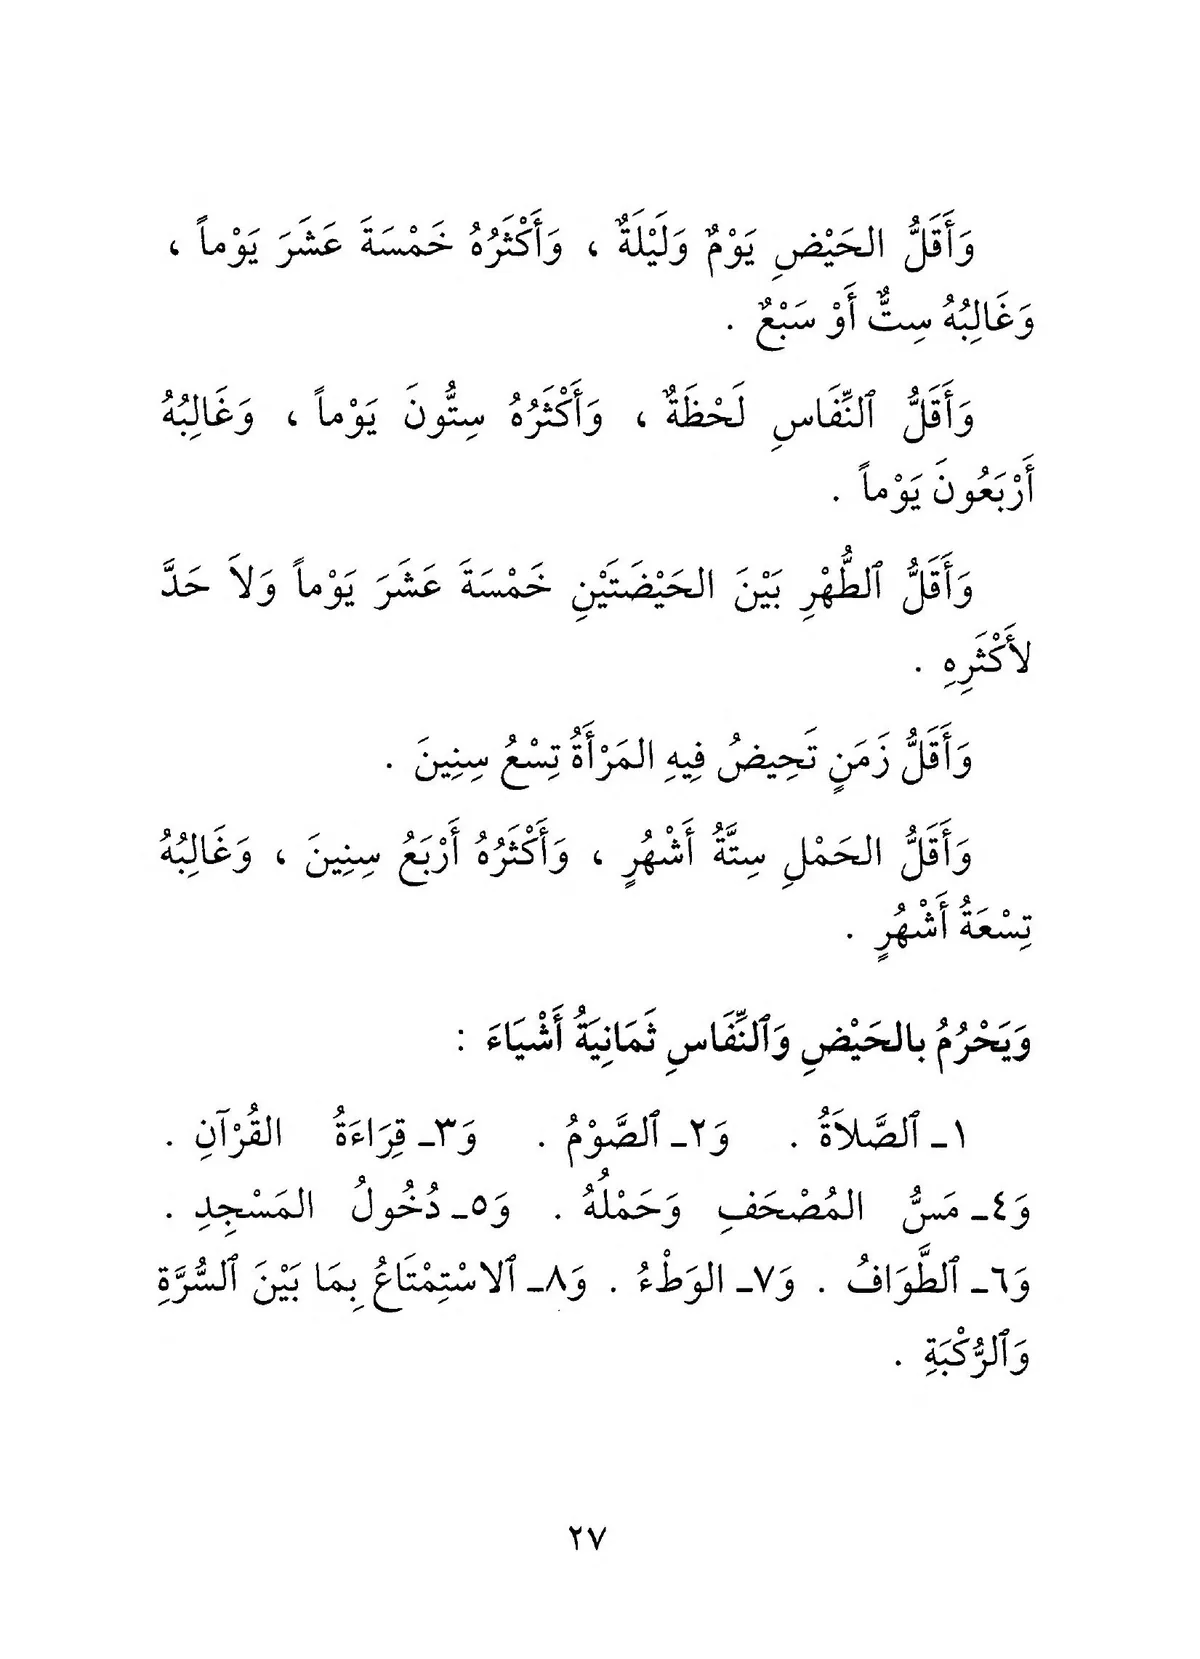 وَأَقَلُّ الحَيْضِ يَوْمٌ وَلَيْلَةٌ ، وَأَكْثَرُهُ خَمْسَةَ عَشَرَ يَوْماً ،
وَغَالِبُهُ سِتٌّ أَوْ سَبْعٌ .
وَأَقَلُّ ٱلنِّفَاسِ لَحْظَةٌ ، وَأَكْثَرُهُ سِتُّونَ يَوْماً ، وَغَالِبُهُ
أَرْبَعُونَ يَوْماً .
وَأَقَلُّ ٱلطُّهْرِ بَيْنَ الحَيْضَتَيْنِ خَمْسَةَ عَشَرَ يَوْماً وَلاَ حَدَّ
لأَكْثَرِهِ .
وَأَقَلُّ زَمَنٍ تَحِيضُ فِيهِ المَرْأَةُ تِسْعُ سِنِينَ .
وَأَقَلُّ الحَمْلِ سِتَّةُ أَشْهُرٍ ، وَأَكْثَرُهُ أَرْبَعُ سِنِينَ ، وَغَالِبُهُ
تِسْعَةُ أَشْهُرٍ .
وَيَحْرُمُ بالحَيْضِ وَٱلنِّفَاسِ ثَمَانِيَةُ أَشْيَاءَ :
١ـ ٱلصَّلاَةُ . وَ٢ـ ٱلصَّوْمُ . وَ٣ـ قِرَاءَةُ القُرْآنِ .
وَ٤ـ مَسُّ المُصْحَفِ وَحَمْلُهُ . وَ٥ـ دُخُولُ المَسْجِدِ .
وَ٦ـ ٱلطَّوَافُ . وَ٧ـ الوَطْءُ . وَ٨ـ ٱلاسْتِمْتَاعُ بِمَا بَيْنَ ٱلسُّرَّةِ
وَٱلرُّكْبَةِ .
٢٧